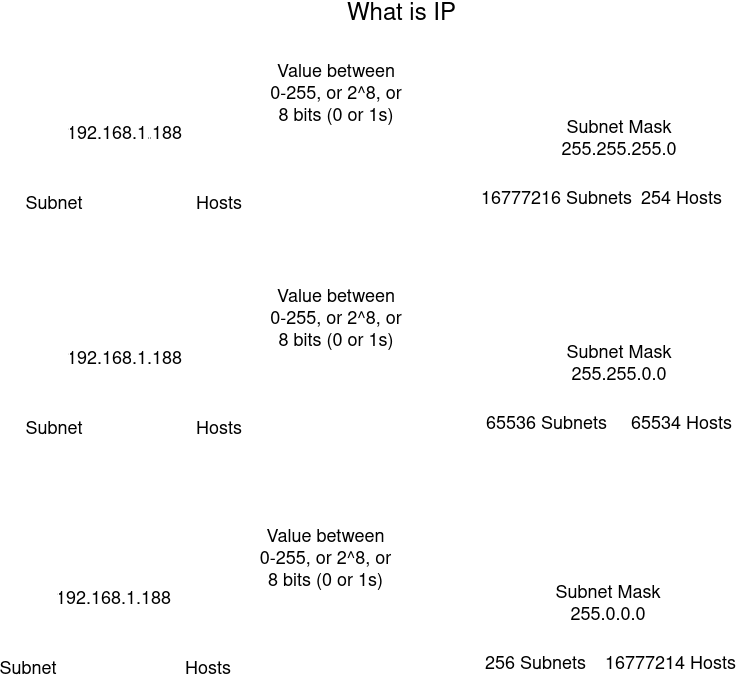 What is IP
Value between
0-255, or 2^8, or
8 bits (0 or 1s)
192.168.1.188
Subnet Mask
255.255.255.0
Subnet
Hosts
16777216 Subnets
254 Hosts
Value between
0-255, or 2^8, or
8 bits (0 or 1s)
192.168.1.188
Subnet Mask
255.255.0.0
Subnet
Hosts
65536 Subnets
65534 Hosts
Value between
0-255, or 2^8, or
8 bits (0 or 1s)
192.168.1.188
Subnet Mask
255.0.0.0
Subnet
Hosts
256 Subnets
16777214 Hosts